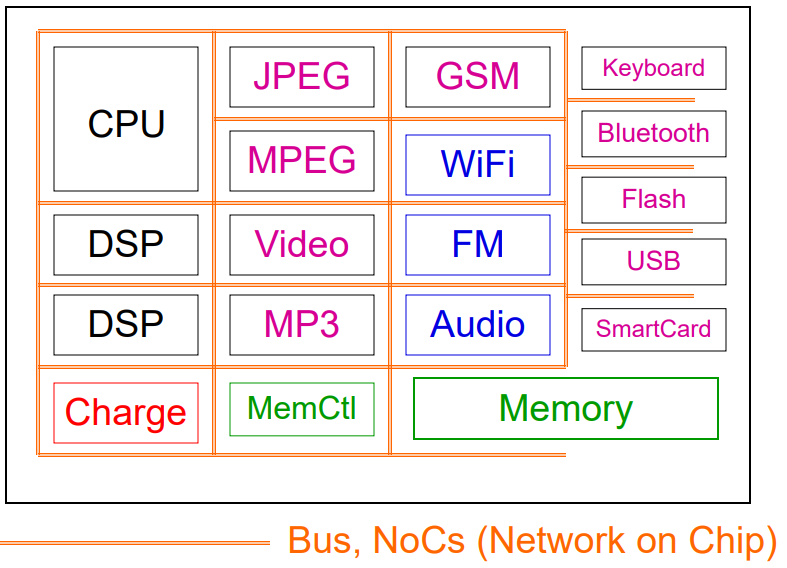 CPU
JPEG
GSM
Keyboard
MPEG
WiFi
Bluetooth
DSP
Video
FM
Flash
USB
DSP
MP3
Audio
SmartCard
Charge
MemCtl
Memory
Bus, NoCs (Network on Chip)